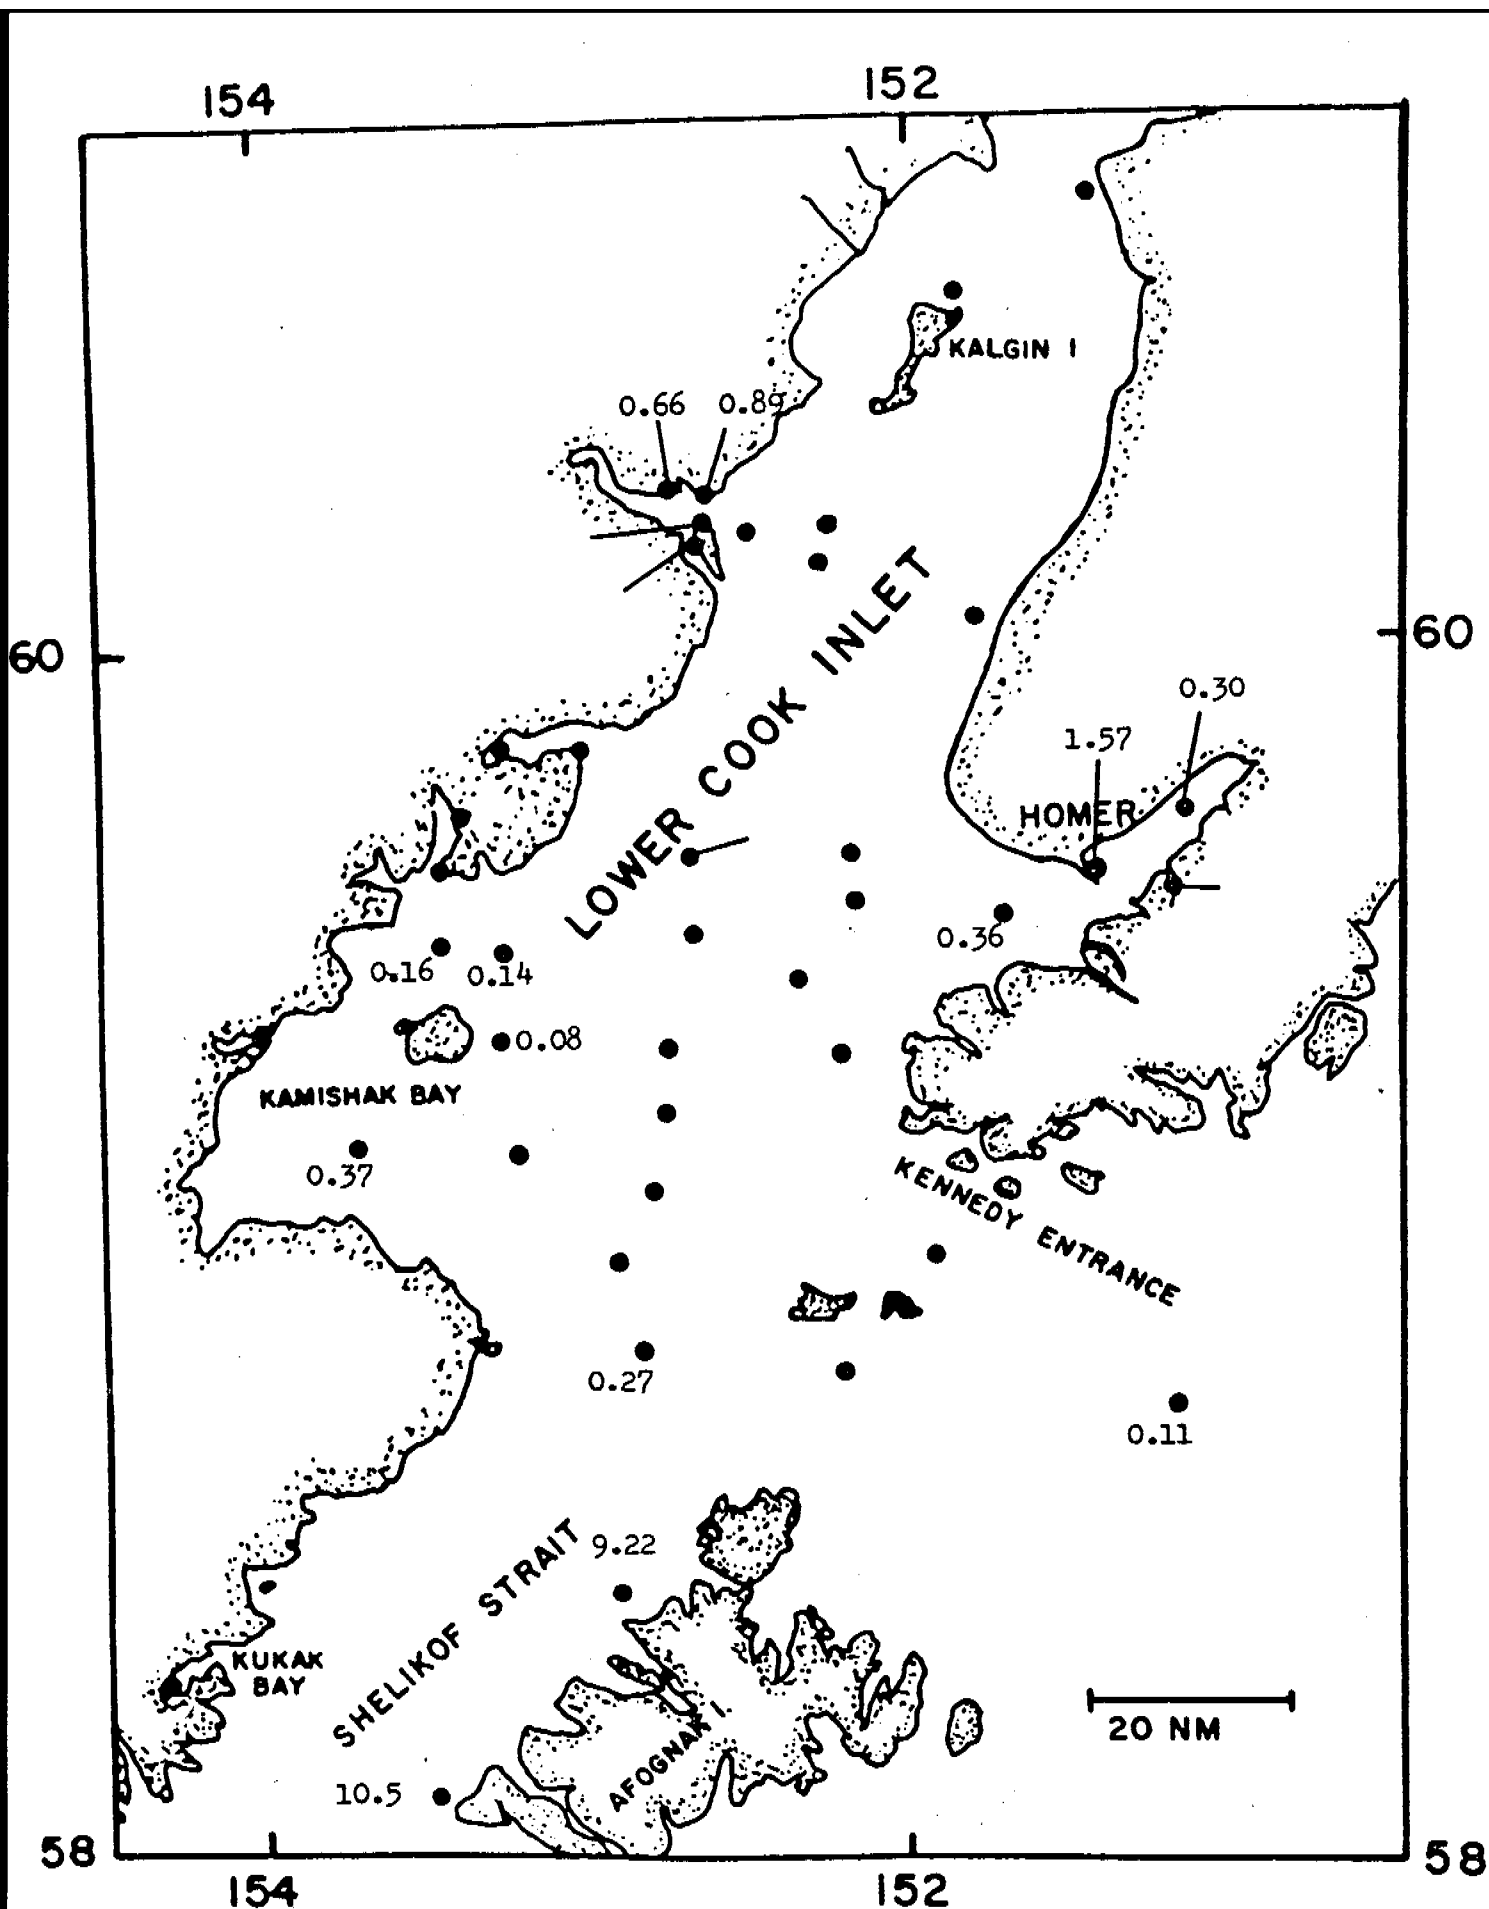 154
152
KALGIN I
0.66
0.89
LOWER COOK INLET
60
60
0.30
1.57
HOMER
0.36
0.16
0.14
0.08
KAMISHAK BAY
0.37
KENNEDY ENTRANCE
0.27
0.11
9.22
SHELIKOF STRAIT
KUKAK
BAY
20 NM
AFOGNAK I.
10.5
58
58
154
152